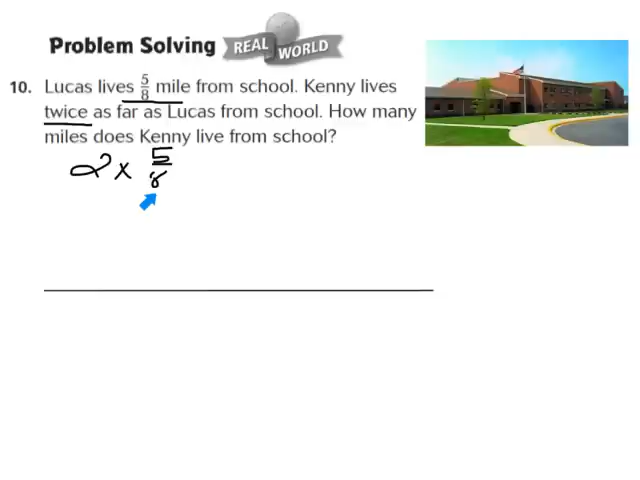 Problem Solving REAL WORLD
10. Lucas lives 5/8 mile from school. Kenny lives
twice as far as Lucas from school. How many
miles does Kenny live from school?
2 x 5/8